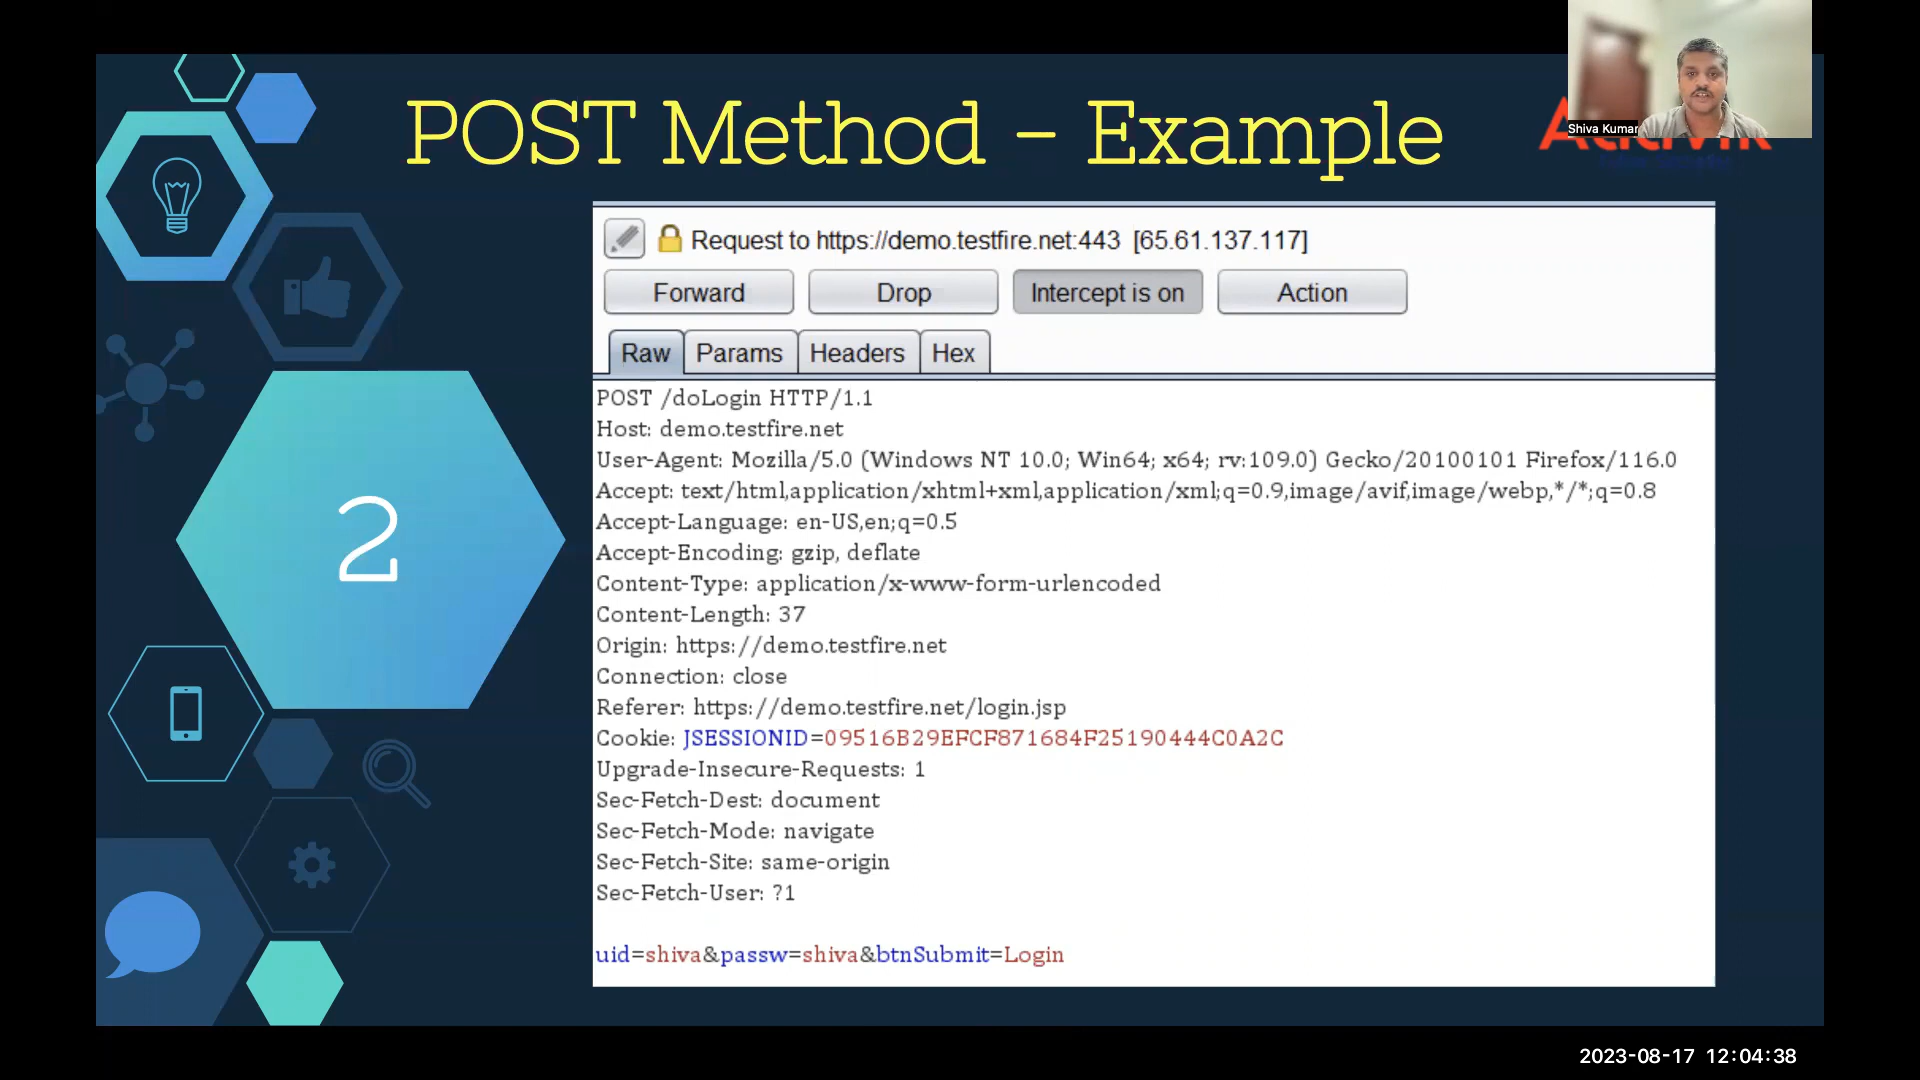 POST Method – Example
Shiva Kumar
2
Request to https://demo.testfire.net:443 [65.61.137.117]
Forward Drop Intercept is on Action
Raw Params Headers Hex
POST /doLogin HTTP/1.1
Host: demo.testfire.net
User-Agent: Mozilla/5.0 (Windows NT 10.0; Win64; x64; rv:109.0) Gecko/20100101 Firefox/116.0
Accept: text/html,application/xhtml+xml,application/xml;q=0.9,image/avif,image/webp,*/*;q=0.8
Accept-Language: en-US,en;q=0.5
Accept-Encoding: gzip, deflate
Content-Type: application/x-www-form-urlencoded
Content-Length: 37
Origin: https://demo.testfire.net
Connection: close
Referer: https://demo.testfire.net/login.jsp
Cookie: JSESSIONID=09516B29EFCF871684F25190444C0A2C
Upgrade-Insecure-Requests: 1
Sec-Fetch-Dest: document
Sec-Fetch-Mode: navigate
Sec-Fetch-Site: same-origin
Sec-Fetch-User: ?1
uid=shiva&passw=shiva&btnSubmit=Login
2023-08-17 12:04:38